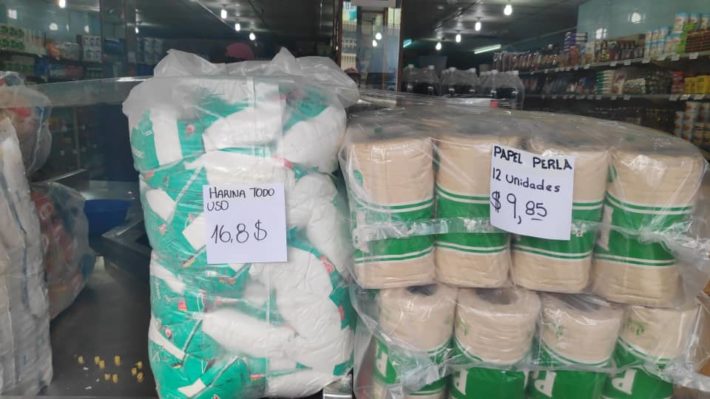 HARINA TODO
USO
16,8$
PAPEL PERLA
12 Unidades
$9,85